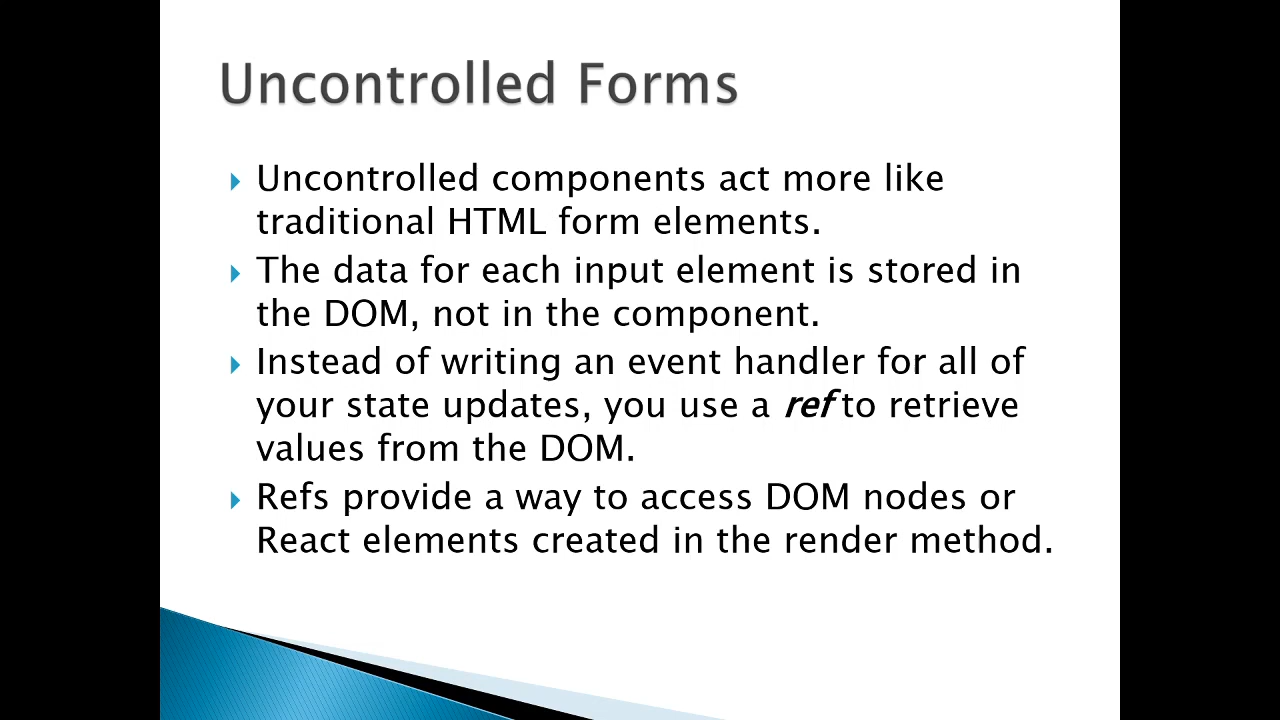 Uncontrolled Forms
Uncontrolled components act more like
traditional HTML form elements.
The data for each input element is stored in
the DOM, not in the component.
Instead of writing an event handler for all of
your state updates, you use a ref to retrieve
values from the DOM.
Refs provide a way to access DOM nodes or
React elements created in the render method.